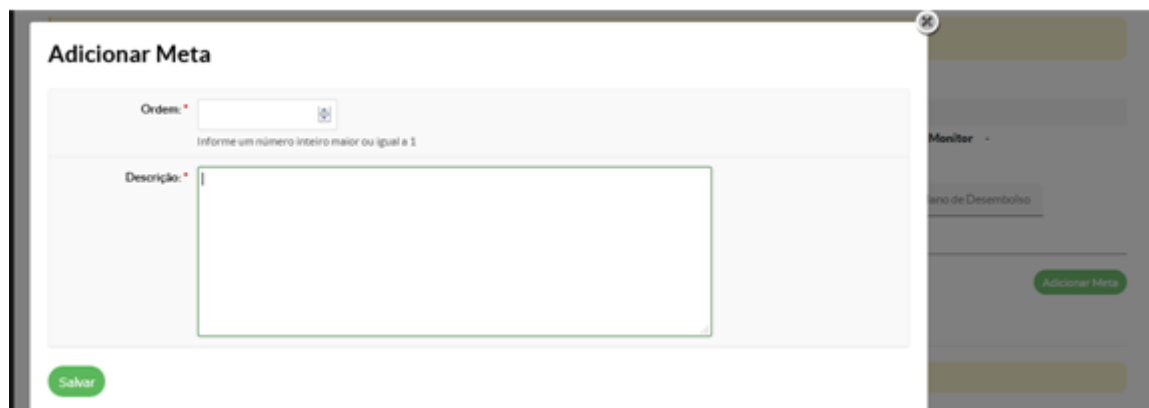 Adicionar Meta
Ordem: *
Informe um número inteiro maior ou igual a 1
Monitor -
Descrição: *
lano de Desembolso
Adicionar Meta
Salvar